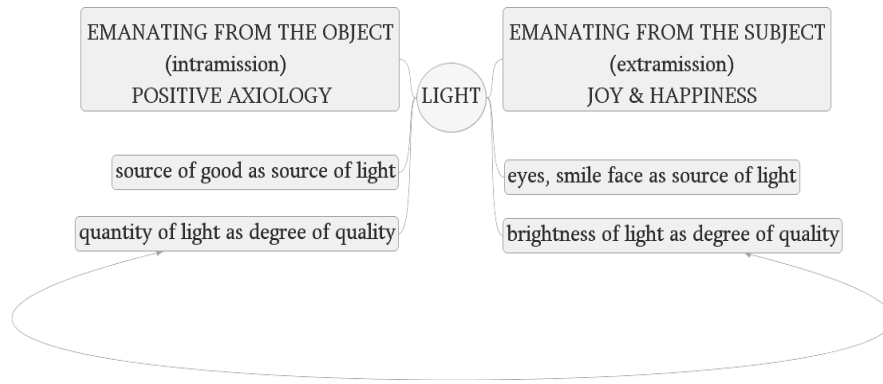 EMANATING FROM THE OBJECT
(intramission)
POSITIVE AXIOLOGY
LIGHT
EMANATING FROM THE SUBJECT
(extramission)
JOY & HAPPINESS
source of good as source of light
eyes, smile face as source of light
quantity of light as degree of quality
brightness of light as degree of quality